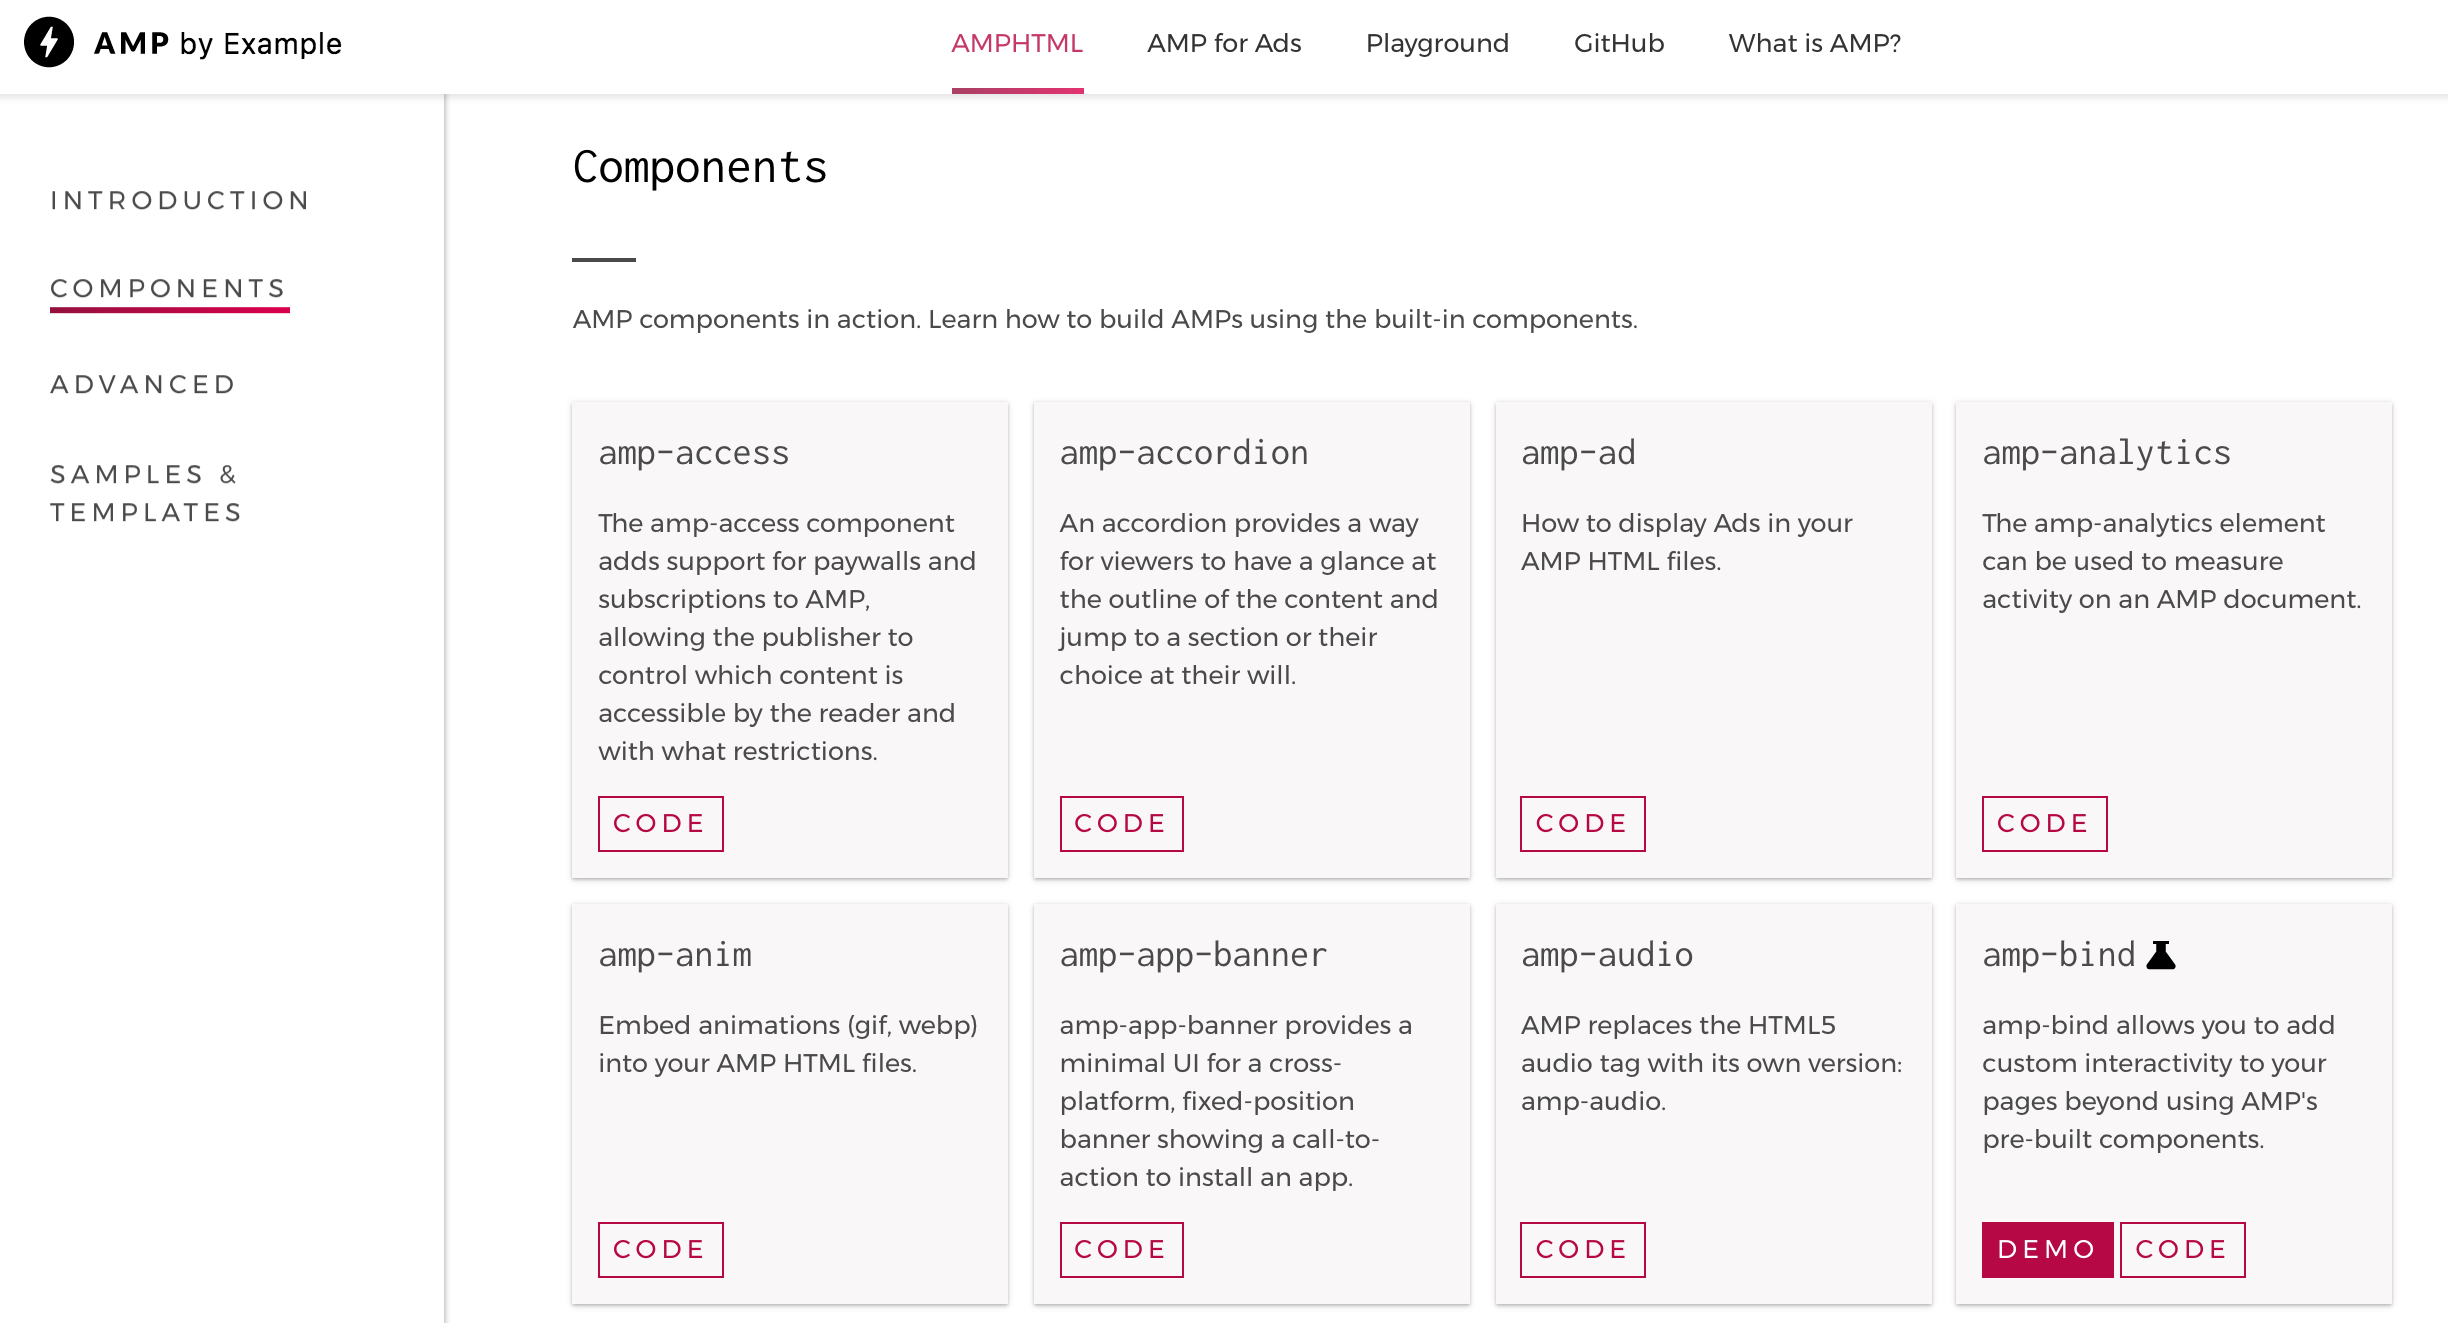 AMP by Example
AMPHTML
AMP for Ads
Playground
GitHub
What is AMP?
INTRODUCTION
COMPONENTS
ADVANCED
SAMPLES &
TEMPLATES
Components
AMP components in action. Learn how to build AMPs using the built-in components.
amp-access
The amp-access component
adds support for paywalls and
subscriptions to AMP,
allowing the publisher to
control which content is
accessible by the reader and
with what restrictions.
CODE
amp-accordion
An accordion provides a way
for viewers to have a glance at
the outline of the content and
jump to a section or their
choice at their will.
CODE
amp-ad
How to display Ads in your
AMP HTML files.
CODE
amp-analytics
The amp-analytics element
can be used to measure
activity on an AMP document.
CODE
amp-anim
Embed animations (gif, webp)
into your AMP HTML files.
CODE
amp-app-banner
amp-app-banner provides a
minimal UI for a cross-
platform, fixed-position
banner showing a call-to-
action to install an app.
CODE
amp-audio
AMP replaces the HTML5
audio tag with its own version:
amp-audio.
CODE
amp-bind
amp-bind allows you to add
custom interactivity to your
pages beyond using AMP's
pre-built components.
DEMO
CODE